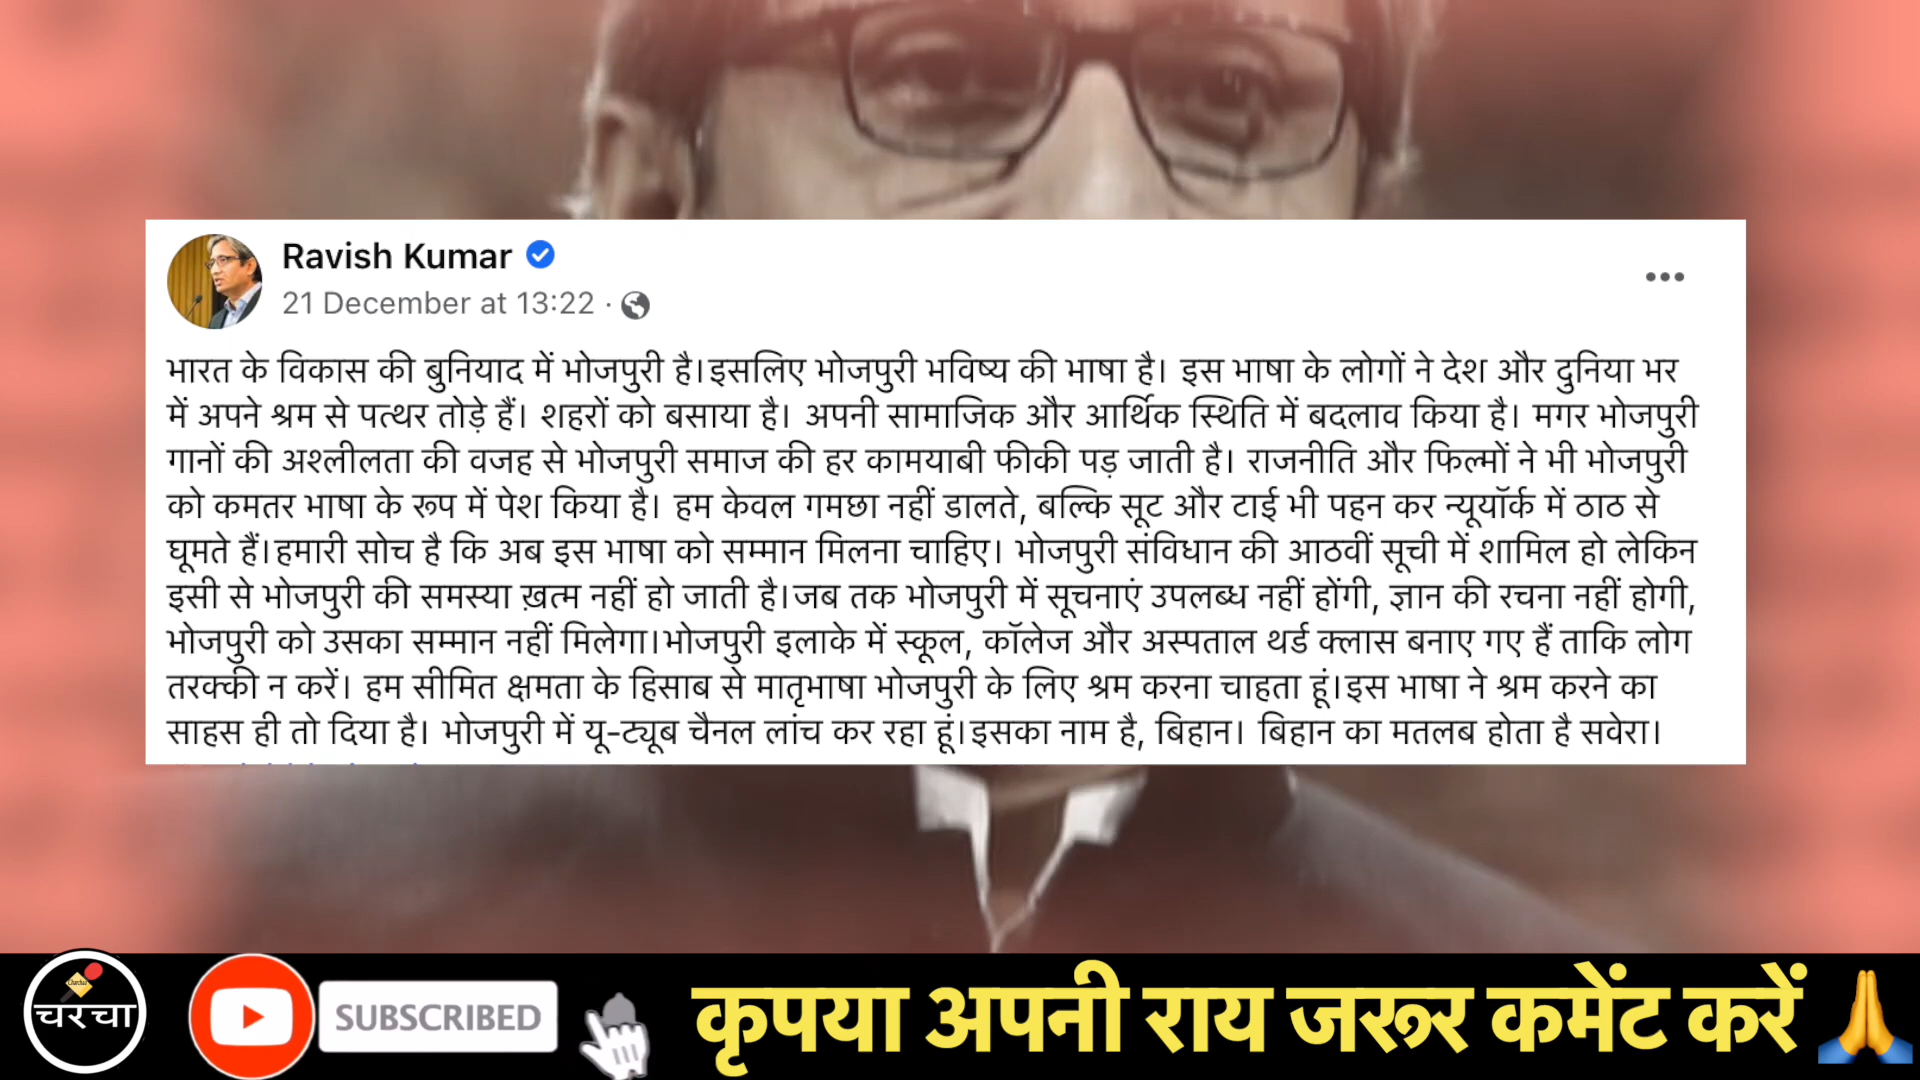 Ravish Kumar
21 December at 13:22 ·
भारत के विकास की बुनियाद में भोजपुरी है।इसलिए भोजपुरी भविष्य की भाषा है। इस भाषा के लोगों ने देश और दुनिया भर
में अपने श्रम से पत्थर तोड़े हैं। शहरों को बसाया है। अपनी सामाजिक और आर्थिक स्थिति में बदलाव किया है। मगर भोजपुरी
गानों की अश्लीलता की वजह से भोजपुरी समाज की हर कामयाबी फीकी पड़ जाती है। राजनीति और फिल्मों ने भी भोजपुरी
को कमतर भाषा के रूप में पेश किया है। हम केवल गमछा नहीं डालते, बल्कि सूट और टाई भी पहन कर न्यूयॉर्क में ठाठ से
घूमते हैं।हमारी सोच है कि अब इस भाषा को सम्मान मिलना चाहिए। भोजपुरी संविधान की आठवीं सूची में शामिल हो लेकिन
इसी से भोजपुरी की समस्या ख़त्म नहीं हो जाती है।जब तक भोजपुरी में सूचनाएं उपलब्ध नहीं होंगी, ज्ञान की रचना नहीं होगी,
भोजपुरी को उसका सम्मान नहीं मिलेगा।भोजपुरी इलाके में स्कूल, कॉलेज और अस्पताल थर्ड क्लास बनाए गए हैं ताकि लोग
तरक्की न करें। हम सीमित क्षमता के हिसाब से मातृभाषा भोजपुरी के लिए श्रम करना चाहता हूं।इस भाषा ने श्रम करने का
साहस ही तो दिया है। भोजपुरी में यू-ट्यूब चैनल लांच कर रहा हूं।इसका नाम है, बिहान। बिहान का मतलब होता है सवेरा।
चरचा
SUBSCRIBED
कृपया अपनी राय जरूर कमेंट करें